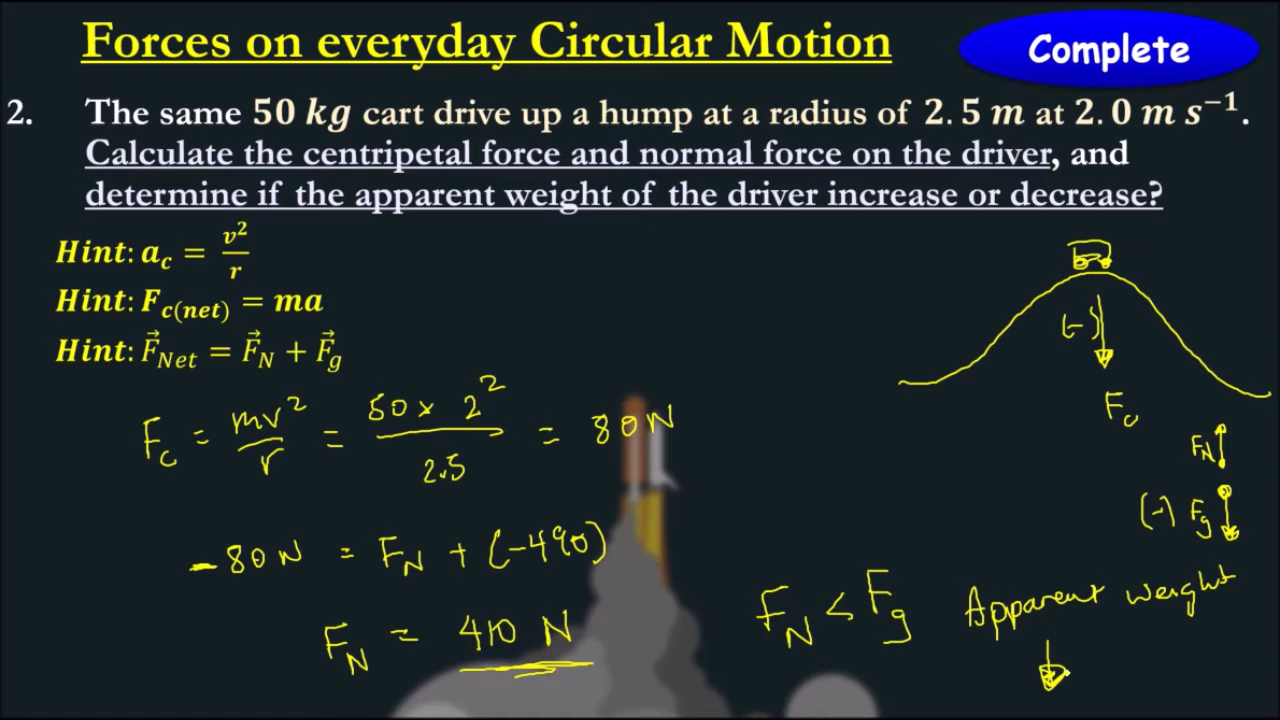 Forces on everyday Circular Motion
Complete
2. The same 50 kg cart drive up a hump at a radius of 2.5 m at 2.0 m s⁻¹.
Calculate the centripetal force and normal force on the driver, and
determine if the apparent weight of the driver increase or decrease?
Hint: a_c = v²/r
Hint: F_c(net) = ma
Hint: F⃗_Net = F⃗_N + F⃗_g
F_c = mv²/r = 50 × 2²/2.5 = 80 N
-80 N = F_N + (-490)
F_N = 410 N
(-)
F_c
F_N
(-) F_g
F_N < F_g
Apparent weight